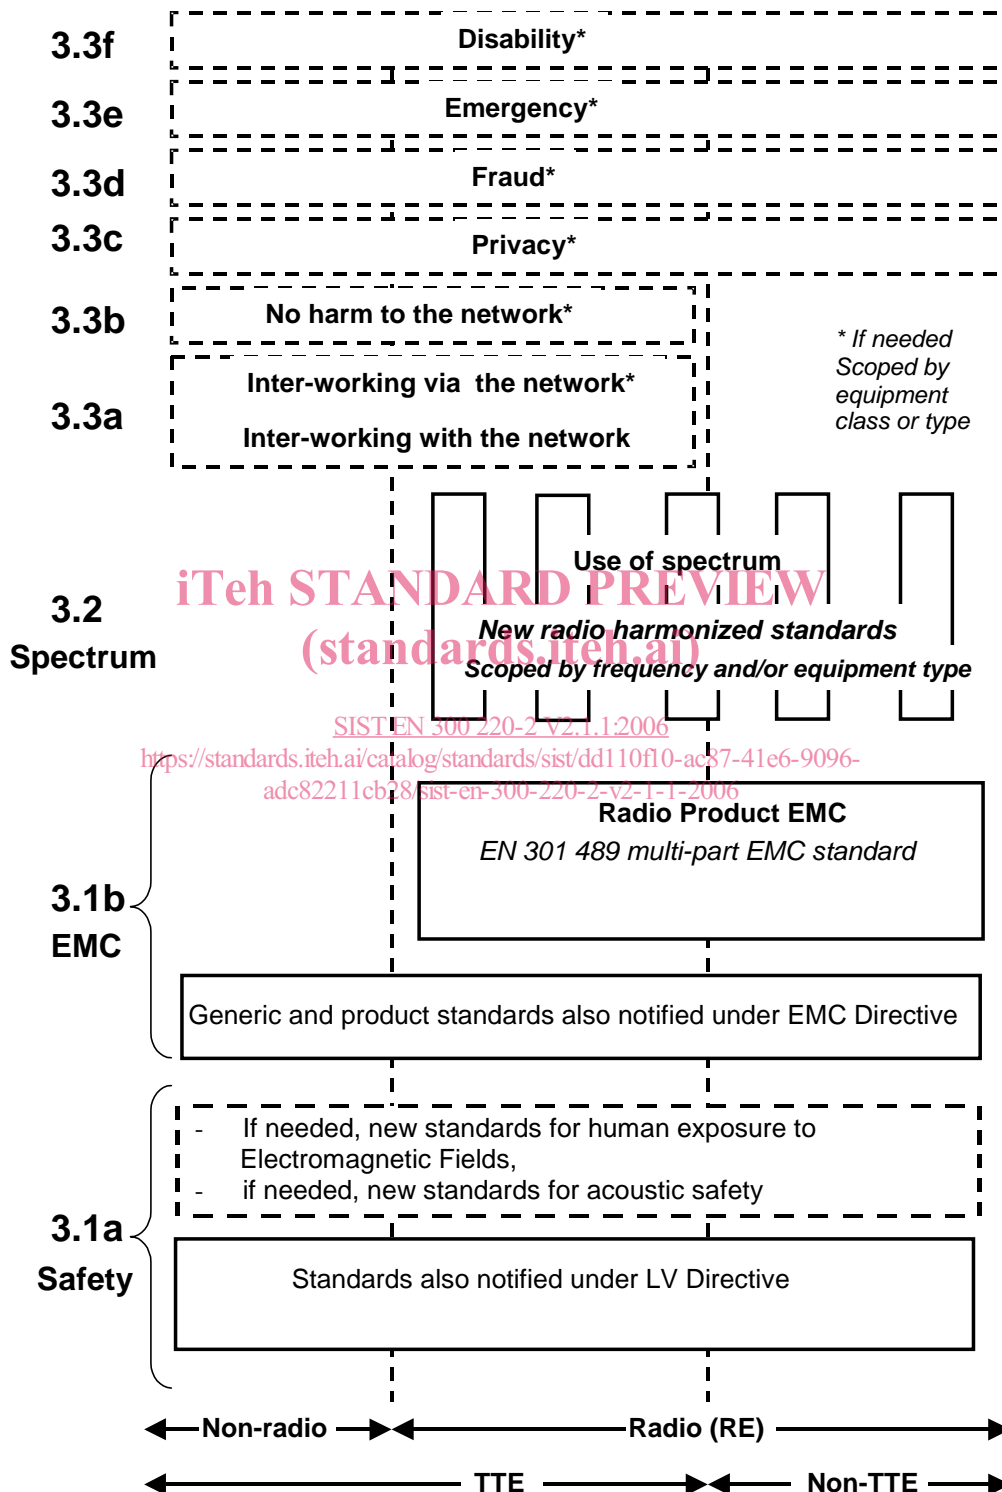 3.3f
Disability*
3.3e
Emergency*
3.3d
Fraud*
3.3c
Privacy*
3.3b
No harm to the network*
* If needed
Scoped by
equipment
class or type
3.3a
Inter-working via the network*
Inter-working with the network
Use of spectrum
iTeh STANDARD PREVIEW
3.2
Spectrum
New radio harmonized standards
(standards.iteh.ai)
Scoped by frequency and/or equipment type
SIST EN 300 220-2 V2.1.1:2006
https://standards.iteh.ai/catalog/standards/sist/dd110f10-ac87-41e6-9096-
adc82211cb28/sist-en-300-220-2-v2-1-1-2006
Radio Product EMC
EN 301 489 multi-part EMC standard
3.1b
EMC
Generic and product standards also notified under EMC Directive
- If needed, new standards for human exposure to
Electromagnetic Fields,
- if needed, new standards for acoustic safety
3.1a
Safety
Standards also notified under LV Directive
Non-radio
Radio (RE)
TTE
Non-TTE